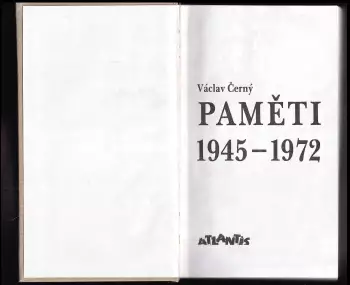 Václav Černý
PAMĚTI
1945 – 1972
ATLANTIS